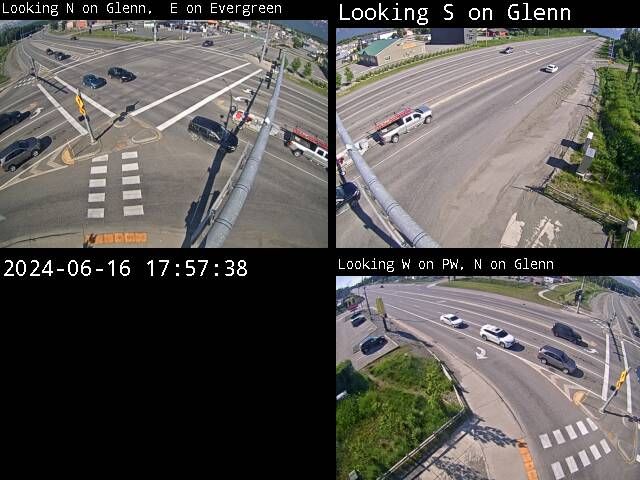 Looking N on Glenn, E on Evergreen
Looking S on Glenn
2024-06-16 17:57:38
Looking W on PW, N on Glenn